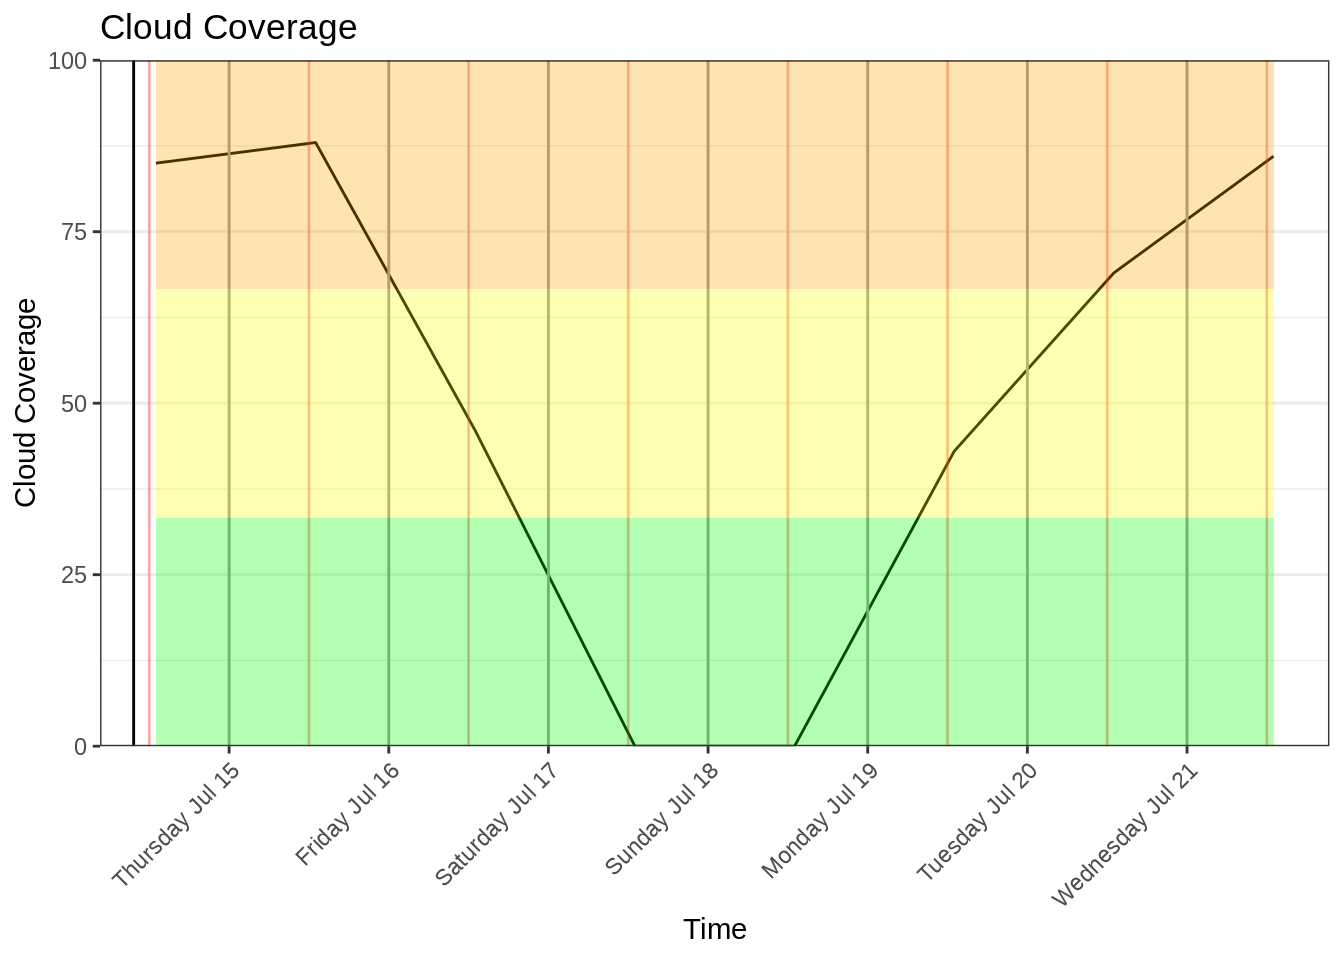 Cloud Coverage
100
75
50
25
0
Cloud Coverage
Thursday Jul 15
Friday Jul 16
Saturday Jul 17
Sunday Jul 18
Monday Jul 19
Tuesday Jul 20
Wednesday Jul 21
Time